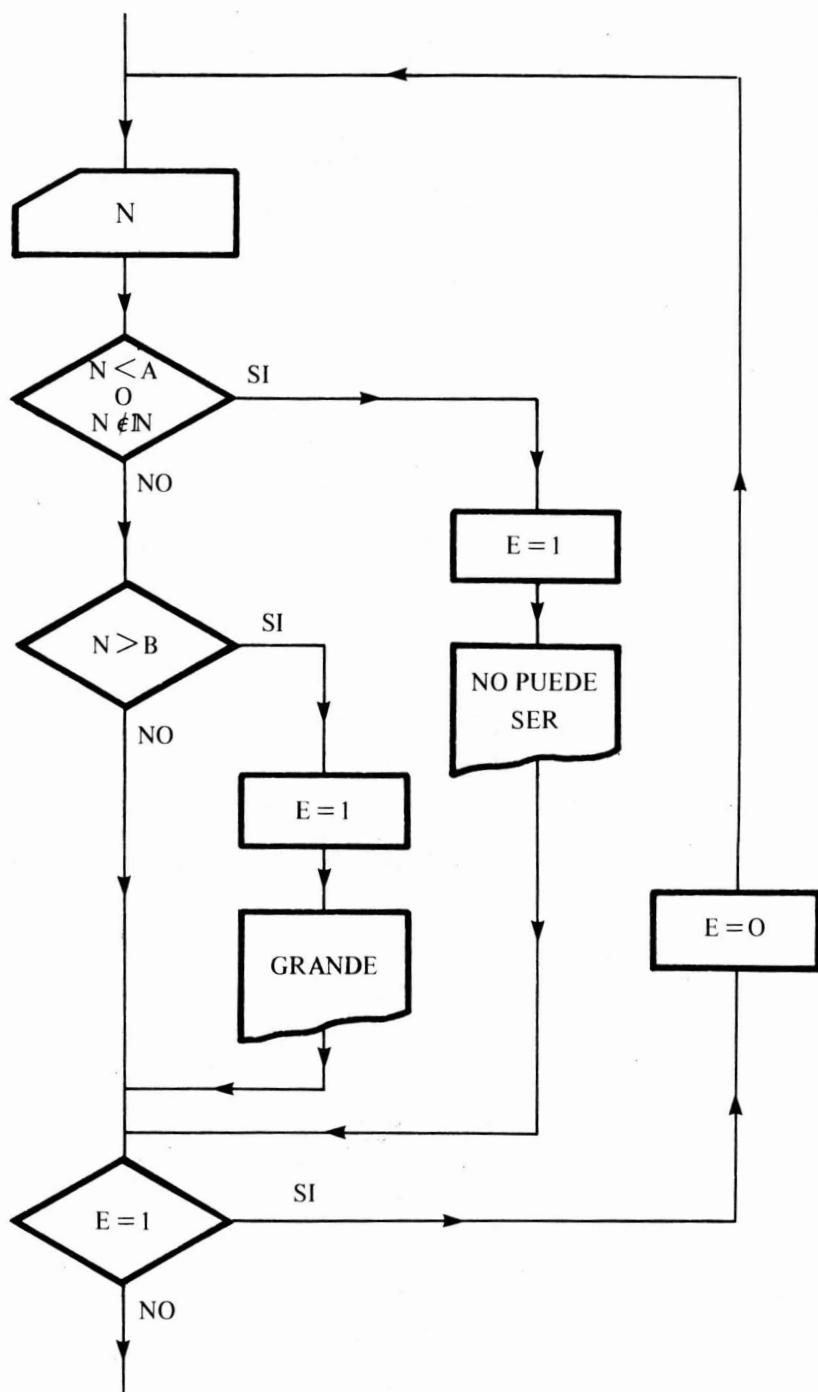 N
N < A
O
N ∉ ℕ
SI
NO
E = 1
N > B
SI
NO PUEDE
SER
NO
E = 1
GRANDE
E = O
E = 1
SI
NO